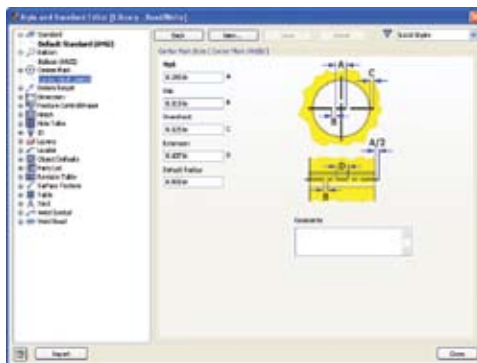 Style and Standard Editor [Library - Read/Write]
Back
New...
Save
Reset
Local Styles
Standard
Default Standard (ANSI)
Balloon
Balloon (ANSI)
Center Mark
Center Mark (ANSI)
Datum Target
Dimension
Feature Control Frame
Hatch
Hole Table
ID
Layers
Leader
Object Defaults
Parts List
Revision Table
Surface Texture
Table
Text
Weld Symbol
Weld Bead
Center Mark Style [ Center Mark (ANSI) ]
Mark
A
Gap
B
Overshoot
C
Extension
D
Default Radius
A
C
B
A/2
D
B
Comments
Import
Done